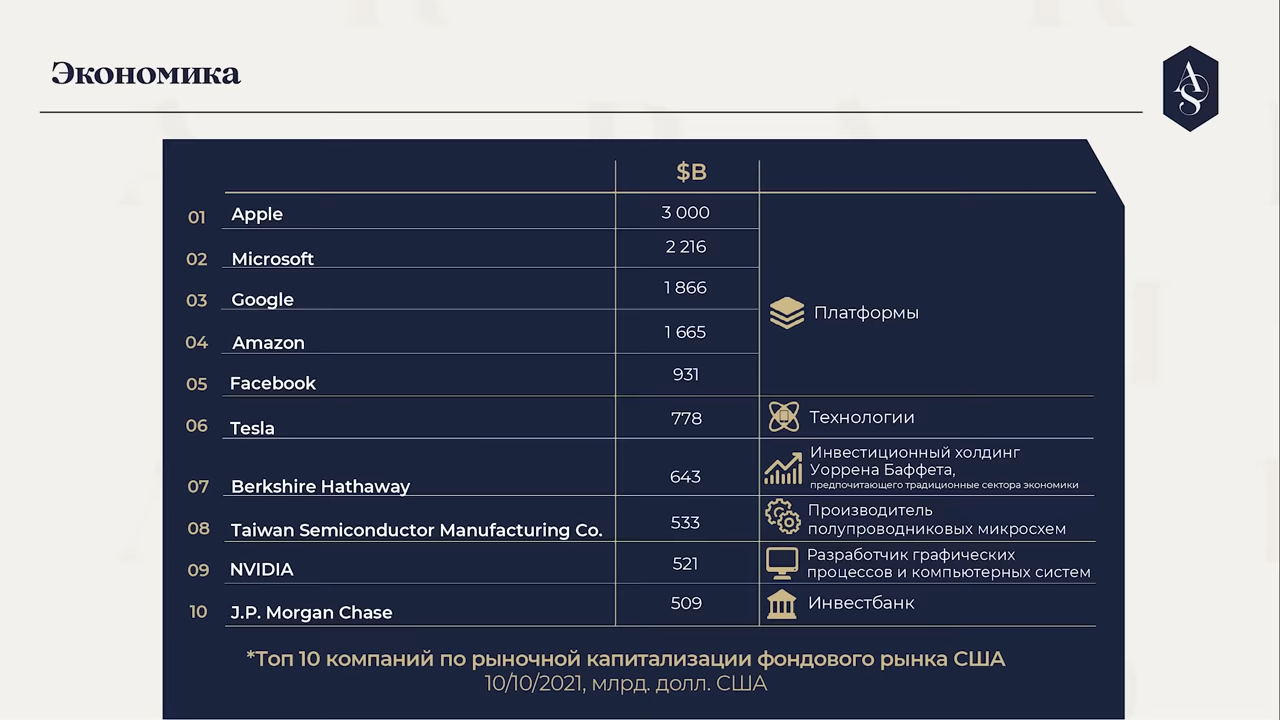 Экономика
AS
$B
01 Apple 3 000
02 Microsoft 2 216
03 Google 1 866
04 Amazon 1 665
05 Facebook 931
Платформы
06 Tesla 778 Технологии
07 Berkshire Hathaway 643 Инвестиционный холдинг
Уоррена Баффета,
предпочитающего традиционные сектора экономики
08 Taiwan Semiconductor Manufacturing Co. 533 Производитель
полупроводниковых микросхем
09 NVIDIA 521 Разработчик графических
процессов и компьютерных систем
10 J.P. Morgan Chase 509 Инвестбанк
*Топ 10 компаний по рыночной капитализации фондового рынка США
10/10/2021, млрд. долл. США